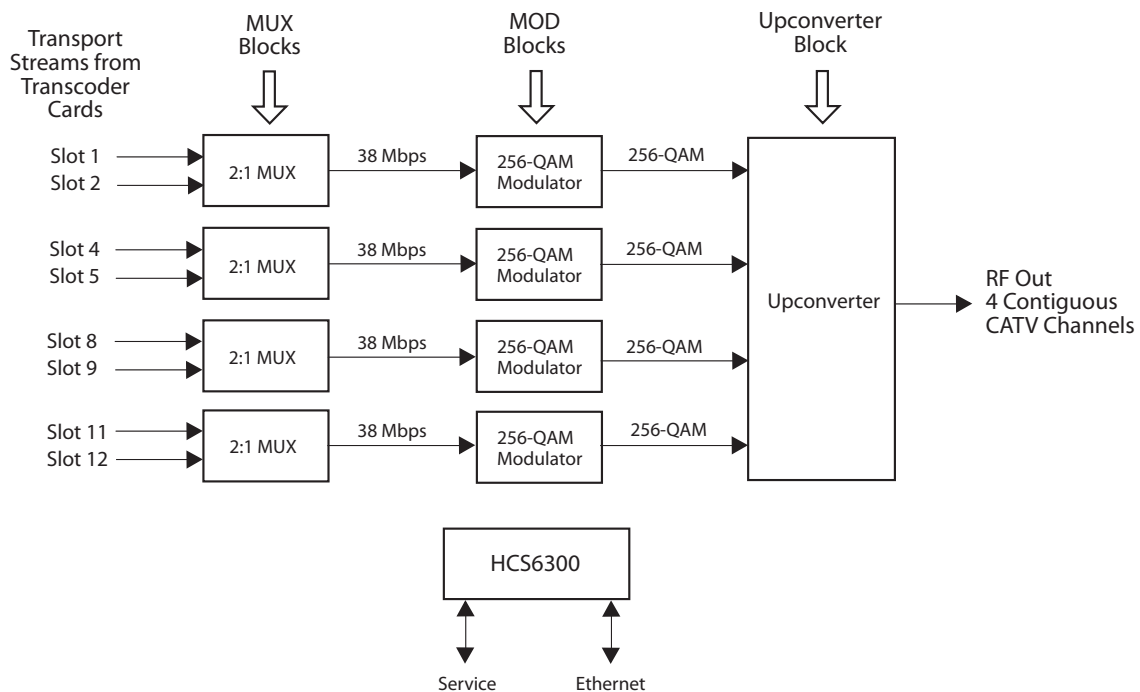 Transport
Streams from
Transcoder
Cards
MUX
Blocks
MOD
Blocks
Upconverter
Block
Slot 1
Slot 2
2:1 MUX
38 Mbps
256-QAM
Modulator
256-QAM
Slot 4
Slot 5
2:1 MUX
38 Mbps
256-QAM
Modulator
256-QAM
Slot 8
Slot 9
2:1 MUX
38 Mbps
256-QAM
Modulator
256-QAM
Slot 11
Slot 12
2:1 MUX
38 Mbps
256-QAM
Modulator
256-QAM
Upconverter
RF Out
4 Contiguous
CATV Channels
HCS6300
Service
Ethernet